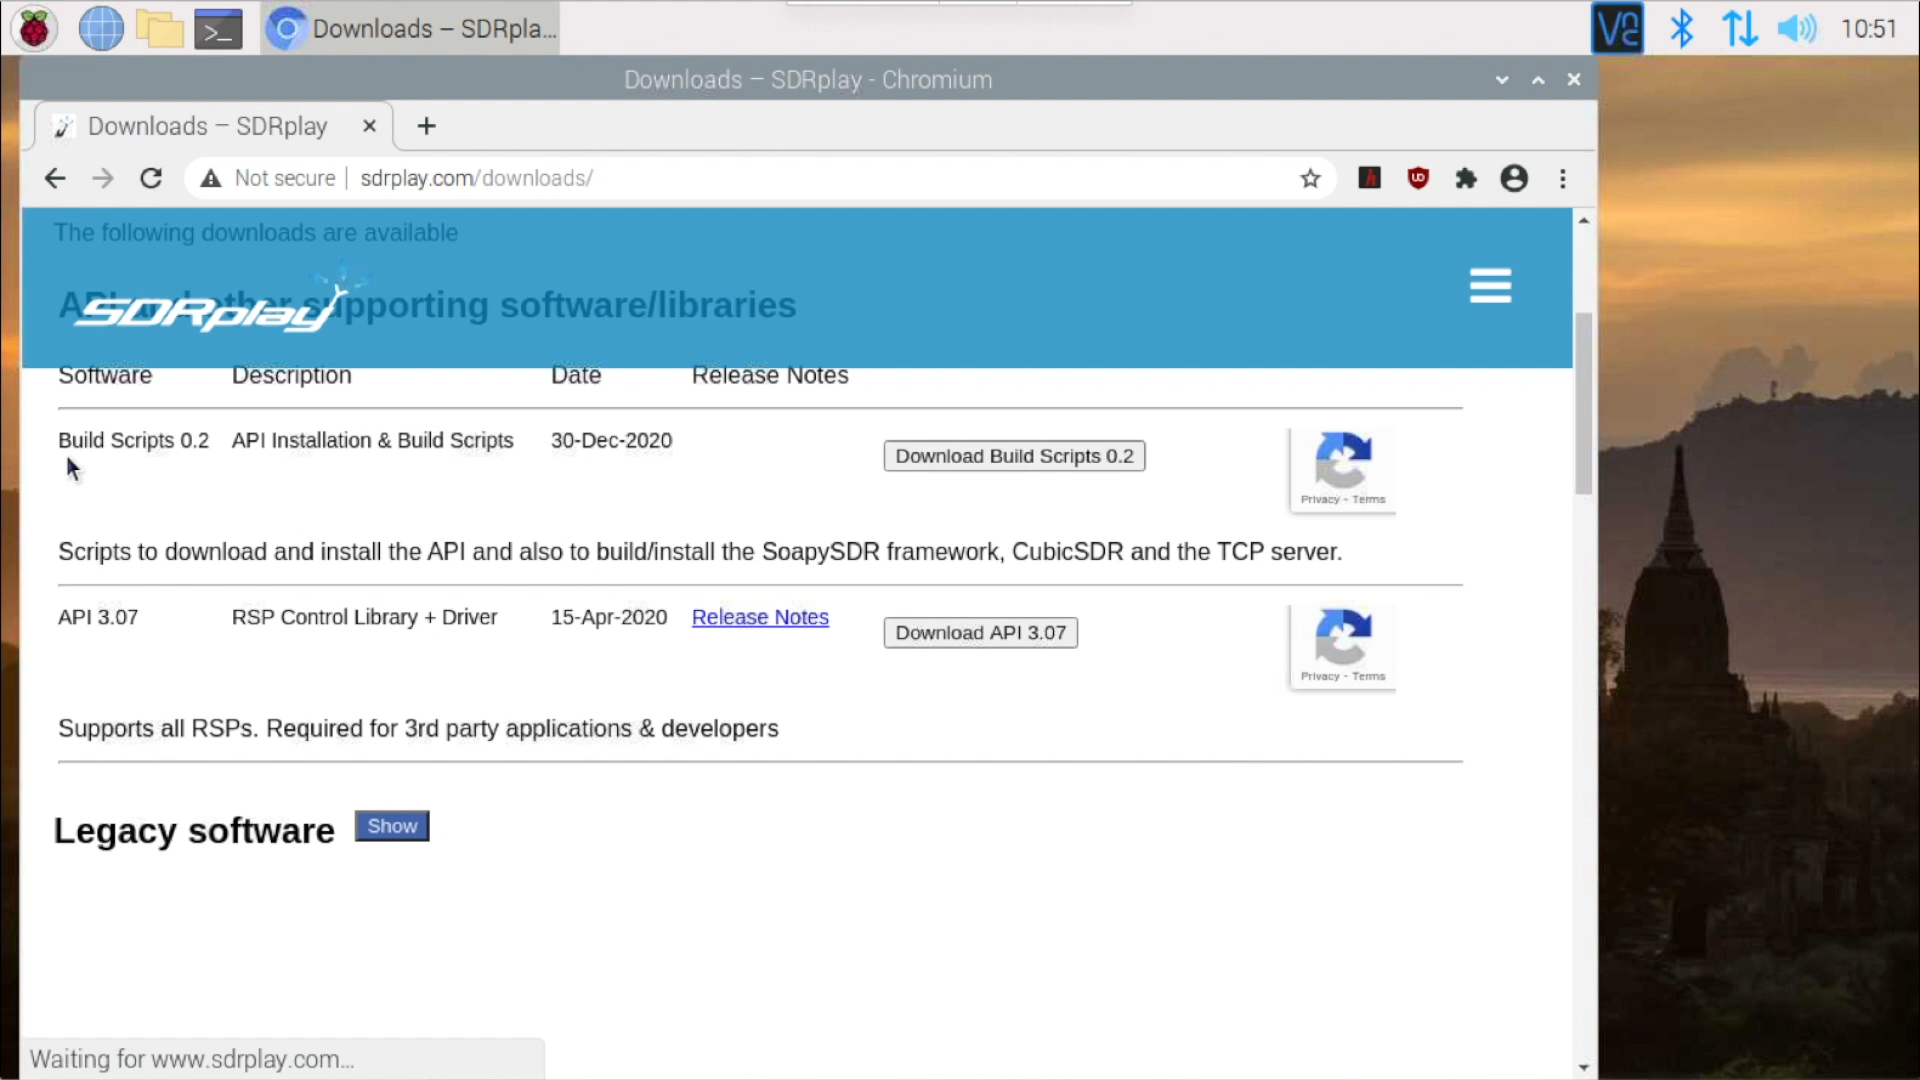 Downloads – SDRpla...
10:51
Downloads – SDRplay - Chromium
Downloads – SDRplay
Not secure | sdrplay.com/downloads/
The following downloads are available
supporting software/libraries
SDRplay
Software Description Date Release Notes
Build Scripts 0.2 API Installation & Build Scripts 30-Dec-2020 Download Build Scripts 0.2
Privacy - Terms
Scripts to download and install the API and also to build/install the SoapySDR framework, CubicSDR and the TCP server.
API 3.07 RSP Control Library + Driver 15-Apr-2020 Release Notes Download API 3.07
Privacy - Terms
Supports all RSPs. Required for 3rd party applications & developers
Legacy software Show
Waiting for www.sdrplay.com...